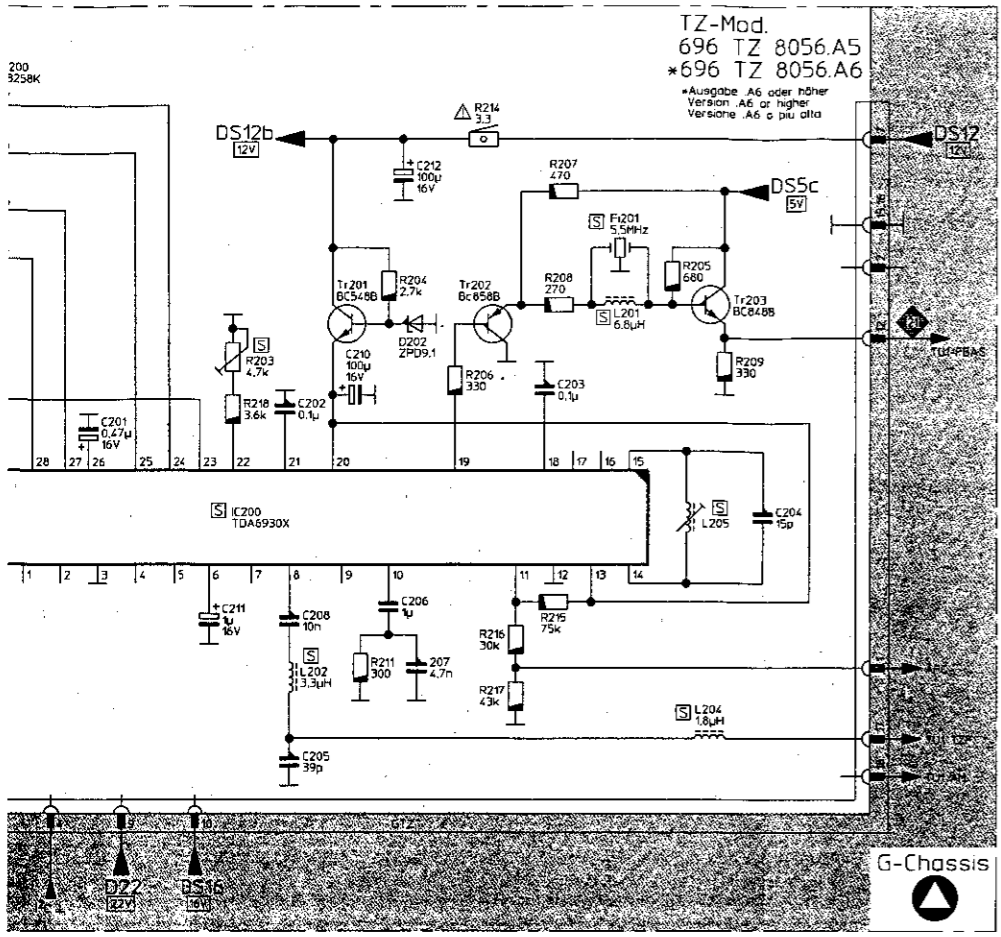 TZ-Mod.
696 TZ 8056.A5
*696 TZ 8056.A6
*Ausgabe .A6 oder höher
Version .A6 or higher
Versione .A6 o piu alta
200
8258K
DS12b
12V
R214
3.3
DS12
12V
C212
100µ
16V
R207
470
DS5c
5V
S Fi201
5,5MHz
Tr201
BC548B
R204
2,7k
Tr202
Bc858B
R208
270
R205
680
Tr203
BC848B
S L201
6.8µH
D202
ZPD9.1
S
R203
4,7k
C210
100µ
16V
R206
330
C203
0,1µ
R209
330
TU1-FBAS
R218
3.6k
C202
0.1µ
C201
0,47µ
16V
28 27 26 25 24 23 22 21 20 19 18 17 16 15
S IC200
TDA6930X
S
L205
C204
15p
1 2 3 4 5 6 7 8 9 10 11 12 13 14
C211
1µ
16V
C208
10n
C206
1µ
R215
75k
R216
30k
S
L202
3,3µH
R211
300
207
4,7n
R217
43k
S L204
1,8µH
C205
39p
D22
22V
DS16
16V
G-Chassis